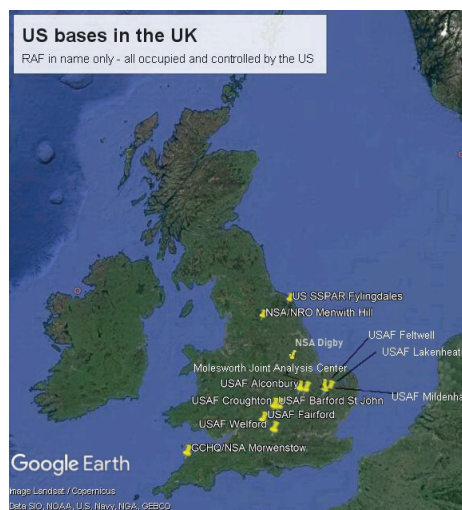 US bases in the UK
RAF in name only - all occupied and controlled by the US
US SSPAR Fylingdales
NSA/NRO Menwith Hill
NSA Digby
USAF Feltwell
USAF Lakenheat
Molesworth Joint Analysis Center
USAF Alconbury
USAF Mildenha
USAF Croughton
USAF Barford St John
USAF Fairford
USAF Welford
GCHQ/NSA Morwenstow
Google Earth
Image Landsat / Copernicus
Data SIO, NOAA, U.S. Navy, NGA, GEBCO